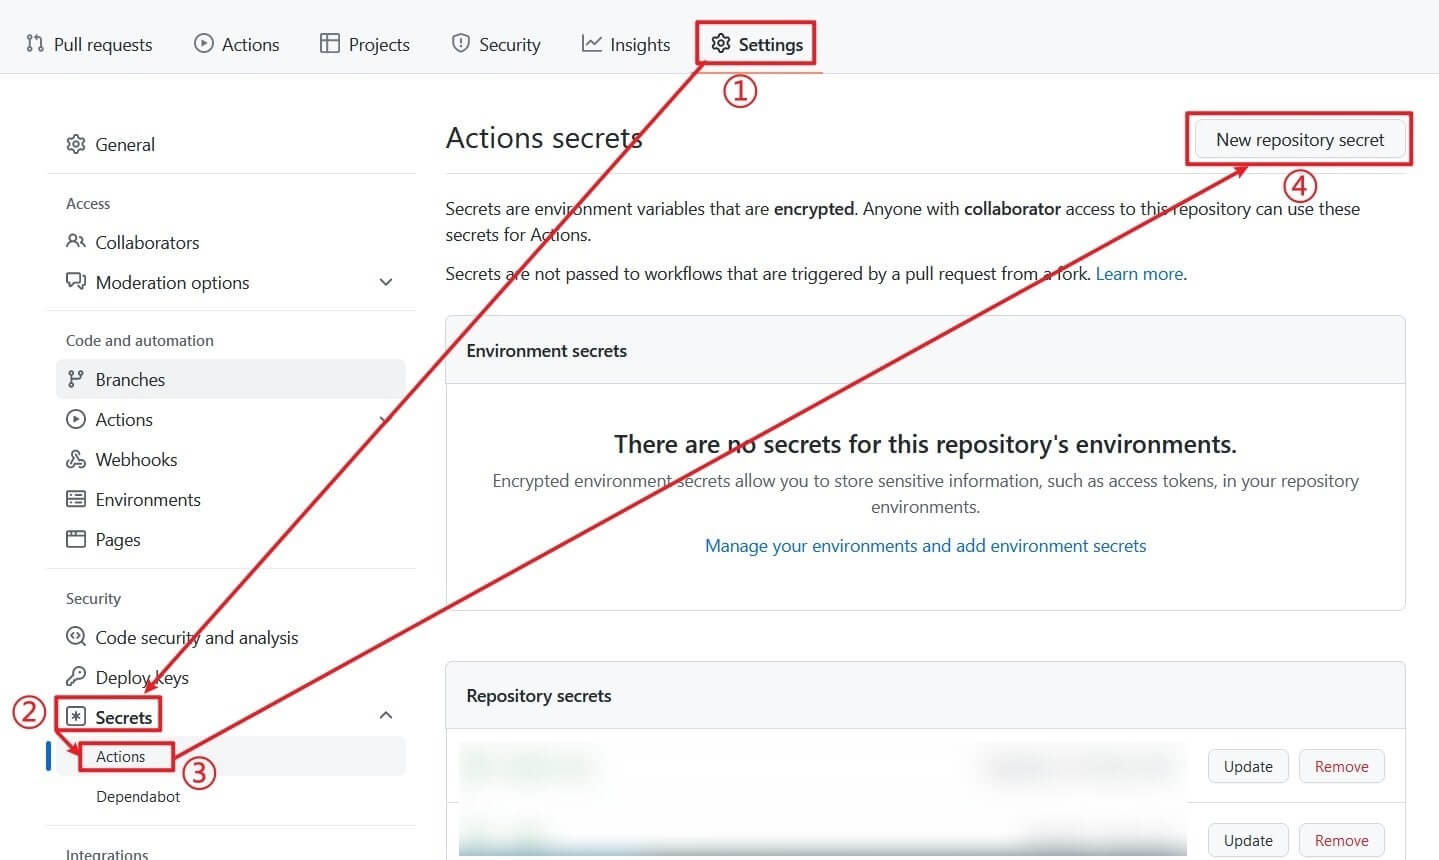 Pull requests Actions Projects Security Insights Settings
①
General
Access
Collaborators
Moderation options
Code and automation
Branches
Actions
Webhooks
Environments
Pages
Security
Code security and analysis
Deploy keys
② Secrets
Actions ③
Dependabot
Integrations
Actions secrets
New repository secret
④
Secrets are environment variables that are encrypted. Anyone with collaborator access to this repository can use these
secrets for Actions.
Secrets are not passed to workflows that are triggered by a pull request from a fork. Learn more.
Environment secrets
There are no secrets for this repository's environments.
Encrypted environment secrets allow you to store sensitive information, such as access tokens, in your repository
environments.
Manage your environments and add environment secrets
Repository secrets
Update Remove
Update Remove